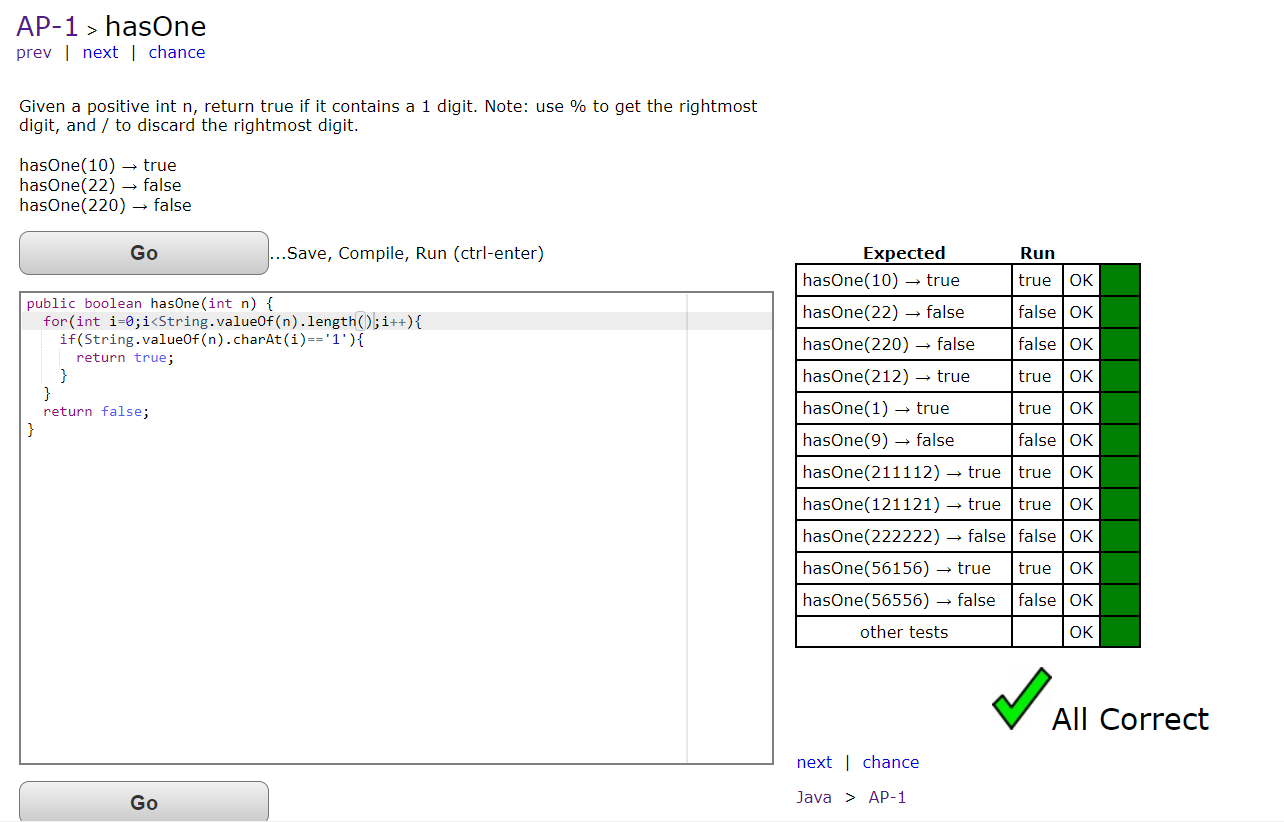 AP-1 > hasOne
prev | next | chance
Given a positive int n, return true if it contains a 1 digit. Note: use % to get the rightmost
digit, and / to discard the rightmost digit.
hasOne(10) → true
hasOne(22) → false
hasOne(220) → false
Go
...Save, Compile, Run (ctrl-enter)
public boolean hasOne(int n) {
  for(int i=0;i<String.valueOf(n).length();i++){
    if(String.valueOf(n).charAt(i)=='1'){
      return true;
    }
  }
  return false;
}
Go
Expected Run
hasOne(10) → true true OK
hasOne(22) → false false OK
hasOne(220) → false false OK
hasOne(212) → true true OK
hasOne(1) → true true OK
hasOne(9) → false false OK
hasOne(211112) → true true OK
hasOne(121121) → true true OK
hasOne(222222) → false false OK
hasOne(56156) → true true OK
hasOne(56556) → false false OK
other tests OK
All Correct
next | chance
Java > AP-1